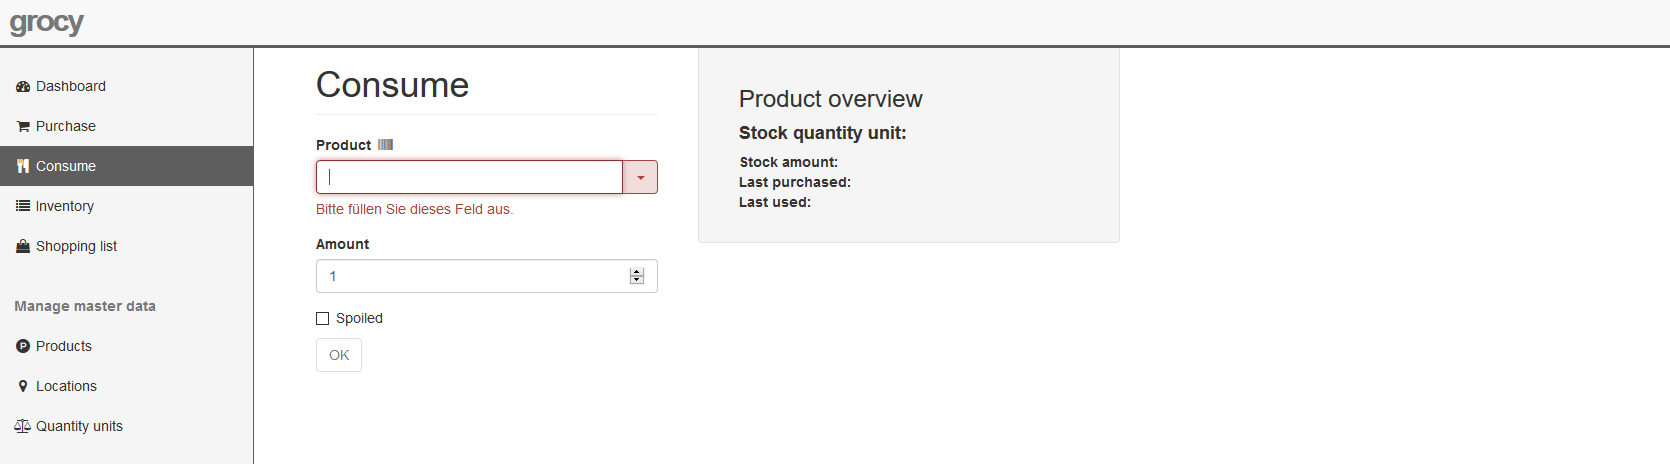 grocy
Dashboard
Purchase
Consume
Inventory
Shopping list
Manage master data
Products
Locations
Quantity units
Consume
Product
Bitte füllen Sie dieses Feld aus.
Amount
1
Spoiled
OK
Product overview
Stock quantity unit:
Stock amount:
Last purchased:
Last used: